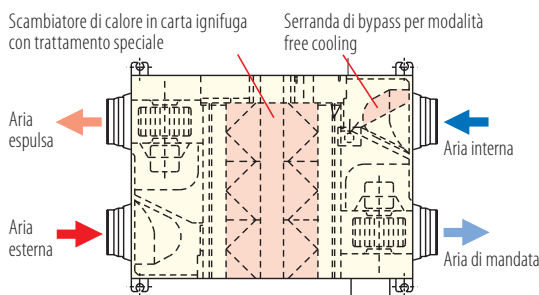 Scambiatore di calore in carta ignifuga
con trattamento speciale
Serranda di bypass per modalità
free cooling
Aria
espulsa
Aria interna
Aria
esterna
Aria di mandata